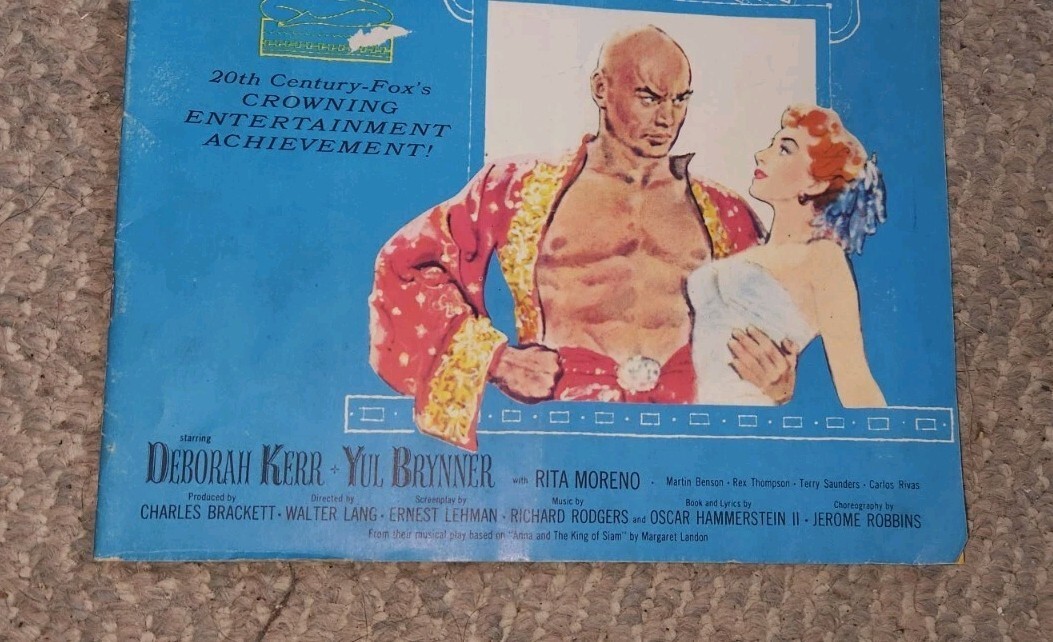 20th Century-Fox's
CROWNING
ENTERTAINMENT
ACHIEVEMENT!
starring
DEBORAH KERR · YUL BRYNNER with RITA MORENO · Martin Benson · Rex Thompson · Terry Saunders · Carlos Rivas
Produced by Directed by Screenplay by Music by Book and Lyrics by Choreography by
CHARLES BRACKETT · WALTER LANG · ERNEST LEHMAN · RICHARD RODGERS and OSCAR HAMMERSTEIN II · JEROME ROBBINS
From their musical play based on "Anna and The King of Siam" by Margaret Landon